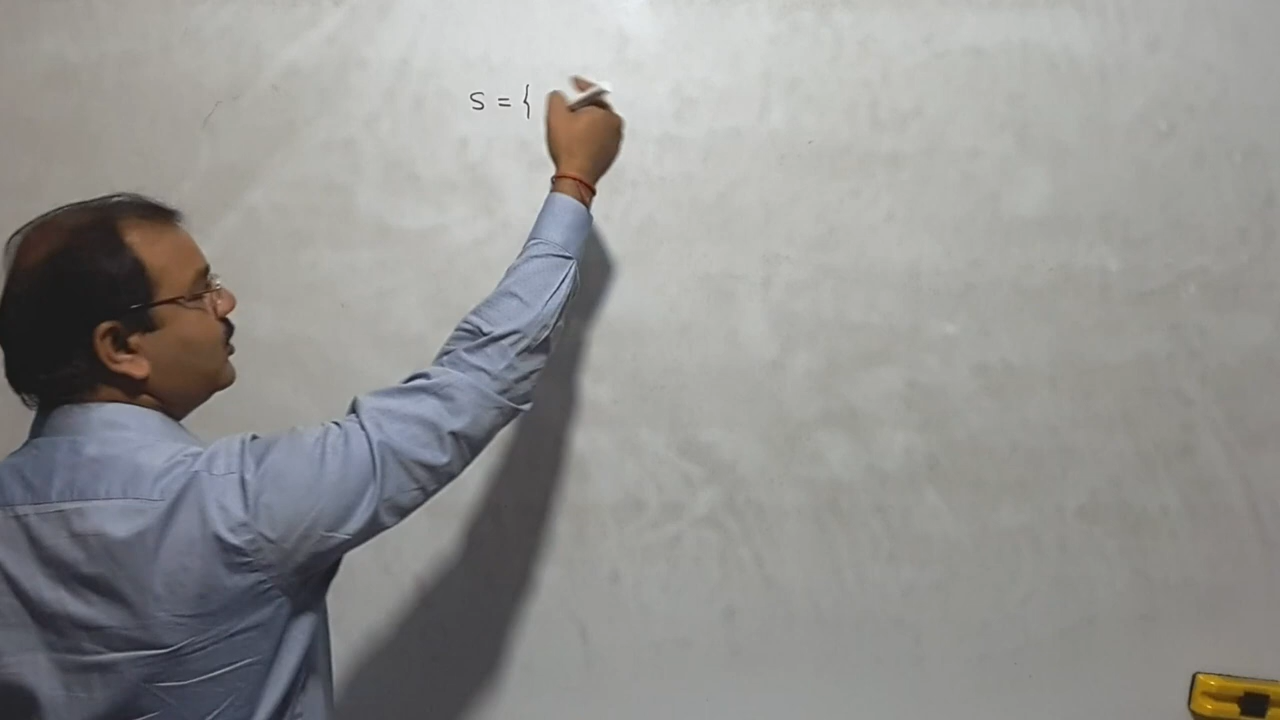 S = {